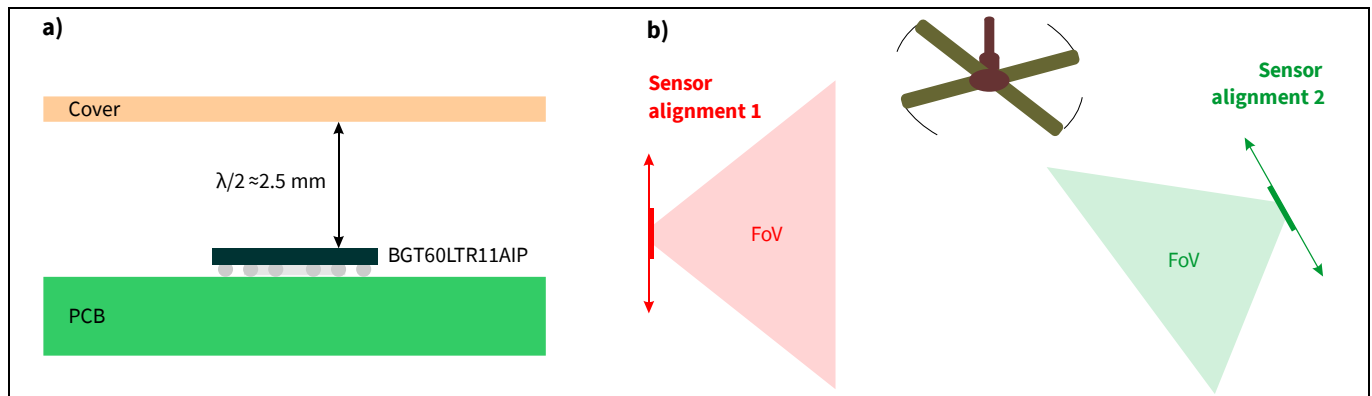 a)
Cover
λ/2 ≈2.5 mm
BGT60LTR11AIP
PCB
b)
Sensor
alignment 1
FoV
Sensor
alignment 2
FoV